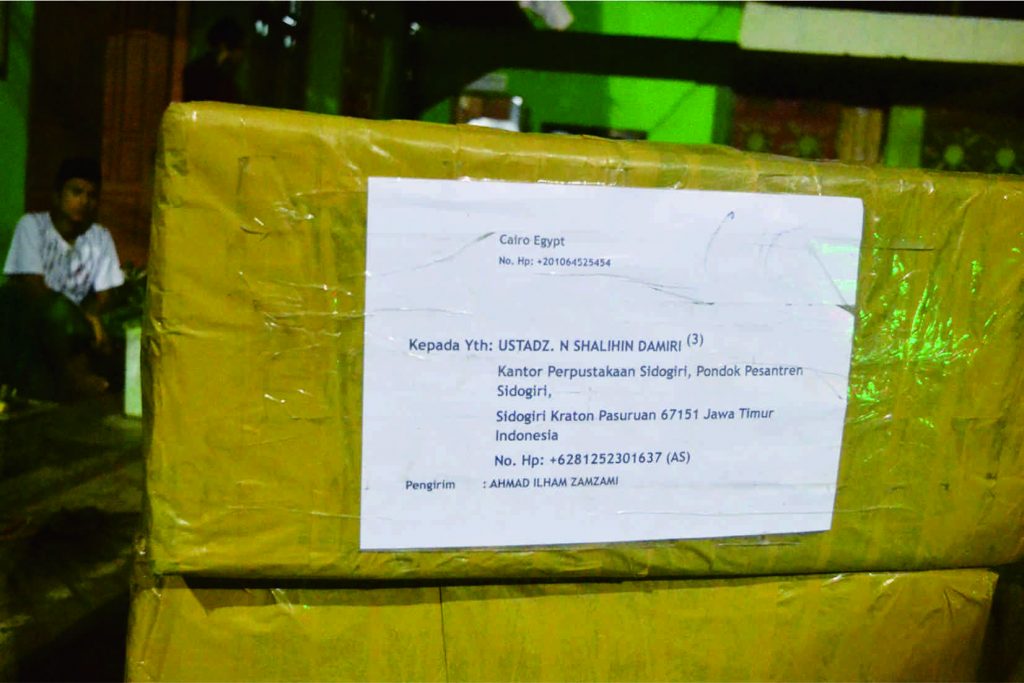 Cairo Egypt
No. Hp: +201064525454
Kepada Yth: USTADZ. N SHALIHIN DAMIRI (3)
Kantor Perpustakaan Sidogiri, Pondok Pesantren
Sidogiri,
Sidogiri Kraton Pasuruan 67151 Jawa Timur
Indonesia
No. Hp: +6281252301637 (AS)
Pengirim : AHMAD ILHAM ZAMZAMI